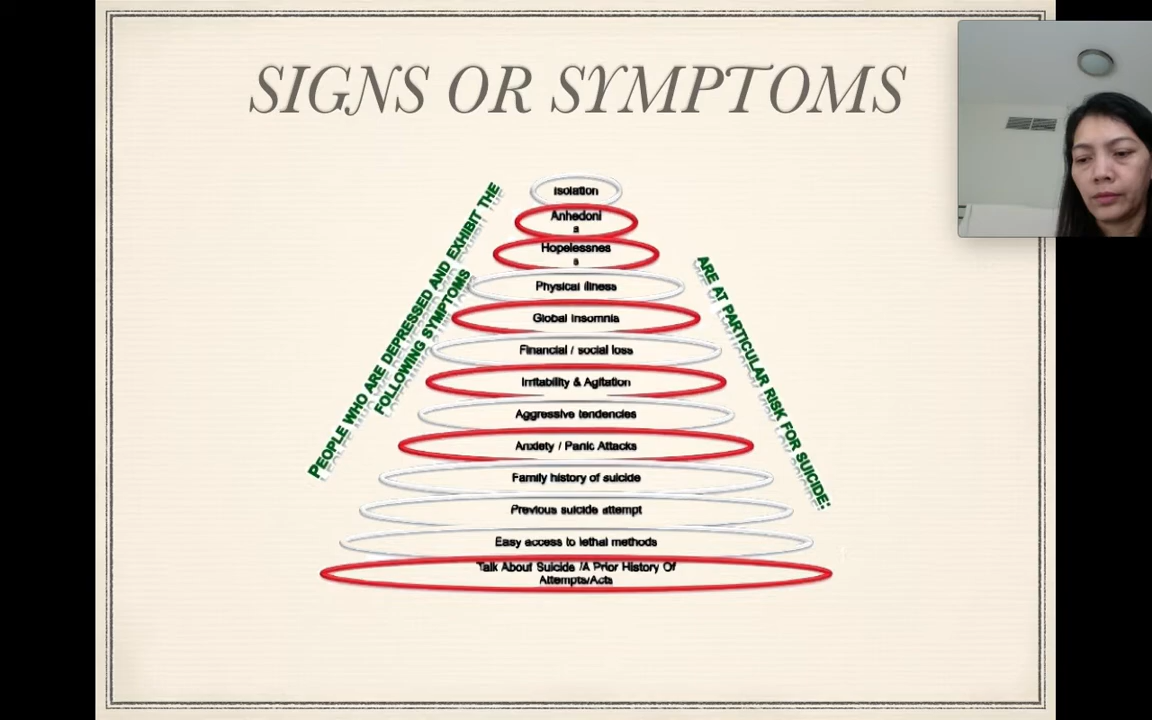 SIGNS OR SYMPTOMS
PEOPLE WHO ARE DEPRESSED AND EXHIBIT THE
FOLLOWING SYMPTOMS
Isolation
Anhedoni
a
Hopelessnes
s
Physical illness
Global insomnia
Financial / social loss
Irritability & Agitation
Aggressive tendencies
Anxiety / Panic Attacks
Family history of suicide
Previous suicide attempt
Easy access to lethal methods
Talk About Suicide /A Prior History Of
Attempts/Acts
ARE AT PARTICULAR RISK FOR SUICIDE: